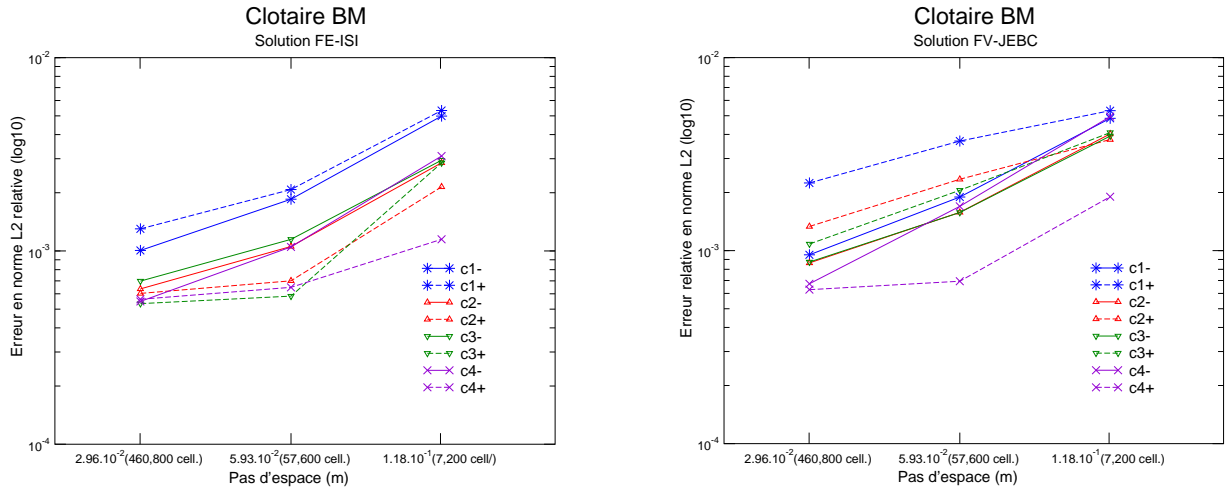 Clotaire BM
Solution FE-ISI
Erreur en norme L2 relative (log10)
10^-2
10^-3
10^-4
c1-
c1+
c2-
c2+
c3-
c3+
c4-
c4+
2.96.10^-2(460,800 cell.) 5.93.10^-2(57,600 cell.) 1.18.10^-1(7,200 cell/)
Pas d'espace (m)
Clotaire BM
Solution FV-JEBC
Erreur relative en norme L2 (log10)
10^-2
10^-3
10^-4
c1-
c1+
c2-
c2+
c3-
c3+
c4-
c4+
2.96.10^-2(460,800 cell.) 5.93.10^-2(57,600 cell.) 1.18.10^-1(7,200 cell.)
Pas d'espace (m)